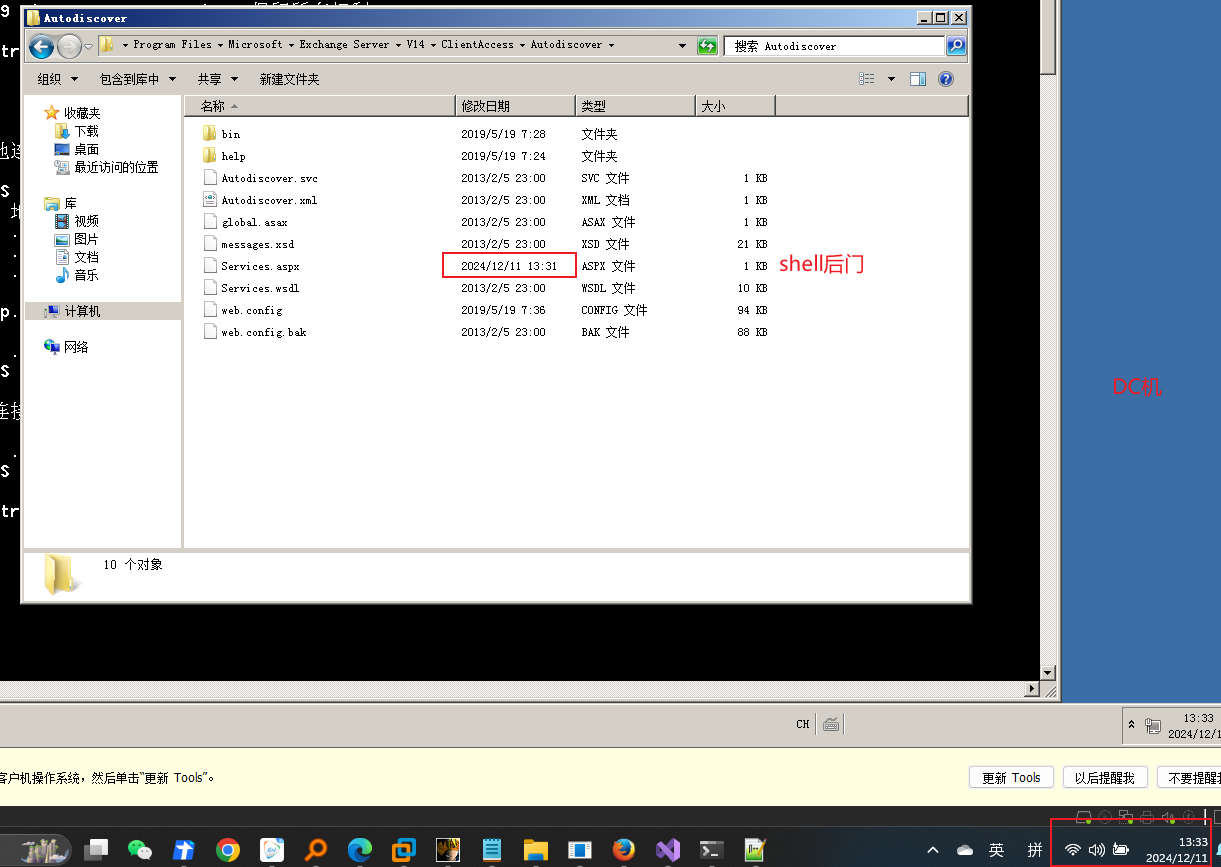 9
tr
Autodiscover
Program Files Microsoft Exchange Server V14 ClientAccess Autodiscover
搜索 Autodiscover
组织 包含到库中 共享 新建文件夹
收藏夹
下载
桌面
最近访问的位置
库
视频
图片
文档
音乐
计算机
网络
名称 修改日期 类型 大小
bin 2019/5/19 7:28 文件夹
help 2019/5/19 7:24 文件夹
Autodiscover.svc 2013/2/5 23:00 SVC 文件 1 KB
Autodiscover.xml 2013/2/5 23:00 XML 文档 1 KB
global.asax 2013/2/5 23:00 ASAX 文件 1 KB
messages.xsd 2013/2/5 23:00 XSD 文件 21 KB
Services.aspx 2024/12/11 13:31 ASPX 文件 1 KB shell后门
Services.wsdl 2013/2/5 23:00 WSDL 文件 10 KB
web.config 2019/5/19 7:36 CONFIG 文件 94 KB
web.config.bak 2013/2/5 23:00 BAK 文件 88 KB
S
p.
S
连接
S
tr
DC机
10 个对象
CH
13:33
2024/12/1
客户机操作系统，然后单击“更新 Tools”。
更新 Tools 以后提醒我 不要提醒我
英 拼
13:33
2024/12/11